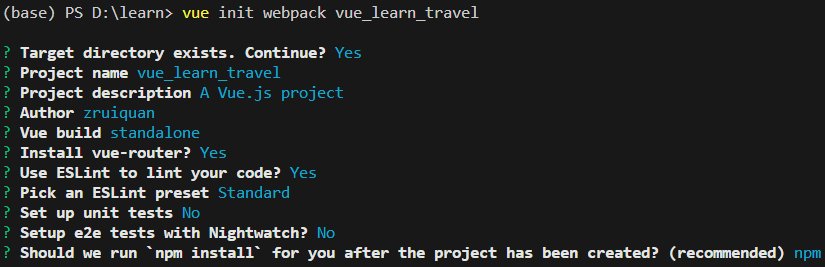 (base) PS D:\learn> vue init webpack vue_learn_travel
? Target directory exists. Continue? Yes
? Project name vue_learn_travel
? Project description A Vue.js project
? Author zruiquan
? Vue build standalone
? Install vue-router? Yes
? Use ESLint to lint your code? Yes
? Pick an ESLint preset Standard
? Set up unit tests No
? Setup e2e tests with Nightwatch? No
? Should we run `npm install` for you after the project has been created? (recommended) npm